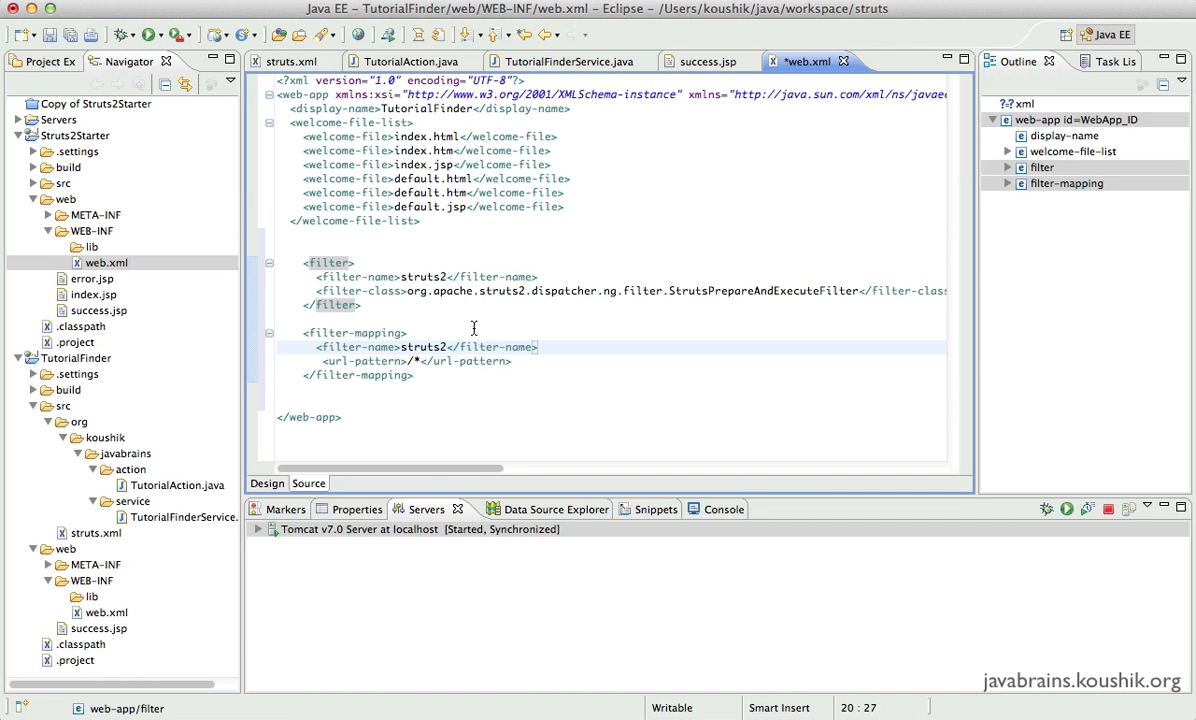 Java EE - TutorialFinder/web/WEB-INF/web.xml - Eclipse - /Users/koushik/java/workspace/struts
Java EE
Project Ex
Navigator
struts.xml
TutorialAction.java
TutorialFinderService.java
success.jsp
*web.xml
Outline
Task Lis
Copy of Struts2Starter
Servers
Struts2Starter
.settings
build
src
web
META-INF
WEB-INF
lib
web.xml
error.jsp
index.jsp
success.jsp
.classpath
.project
TutorialFinder
.settings
build
src
org
koushik
javabrains
action
TutorialAction.java
service
TutorialFinderService.
struts.xml
web
META-INF
WEB-INF
lib
web.xml
success.jsp
.classpath
.project
<?xml version="1.0" encoding="UTF-8"?>
<web-app xmlns:xsi="http://www.w3.org/2001/XMLSchema-instance" xmlns="http://java.sun.com/xml/ns/javaee
<display-name>TutorialFinder</display-name>
<welcome-file-list>
<welcome-file>index.html</welcome-file>
<welcome-file>index.htm</welcome-file>
<welcome-file>index.jsp</welcome-file>
<welcome-file>default.html</welcome-file>
<welcome-file>default.htm</welcome-file>
<welcome-file>default.jsp</welcome-file>
</welcome-file-list>
<filter>
<filter-name>struts2</filter-name>
<filter-class>org.apache.struts2.dispatcher.ng.filter.StrutsPrepareAndExecuteFilter</filter-class
</filter>
<filter-mapping>
<filter-name>struts2</filter-name>
<url-pattern>/*</url-pattern>
</filter-mapping>
</web-app>
Design
Source
?=? xml
web-app id=WebApp_ID
display-name
welcome-file-list
filter
filter-mapping
Markers
Properties
Servers
Data Source Explorer
Snippets
Console
Tomcat v7.0 Server at localhost [Started, Synchronized]
javabrains.koushik.org
web-app/filter
Writable
Smart Insert
20 : 27